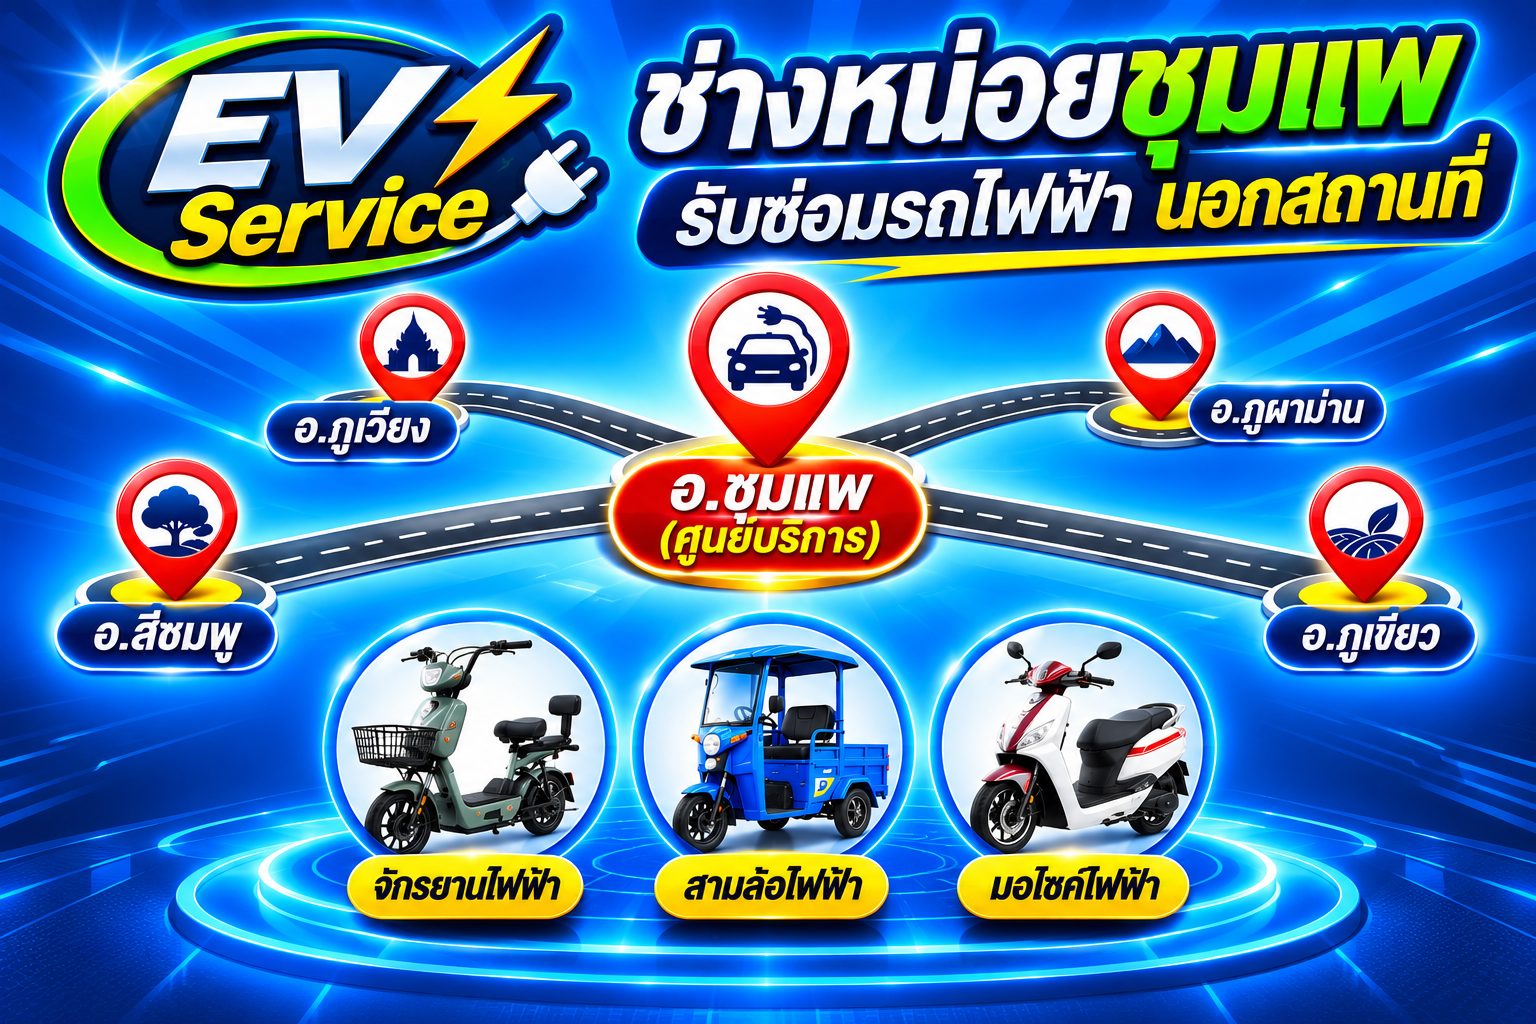 EV
Service
ช่างหน่อยชุมแพ
รับซ่อมรถไฟฟ้า นอกสถานที่
อ.ภูเวียง
อ.ภูผาม่าน
อ.ชุมแพ
(ศูนย์บริการ)
อ.สีชมพู
อ.ภูเขียว
จักรยานไฟฟ้า
สามล้อไฟฟ้า
มอไซค์ไฟฟ้า